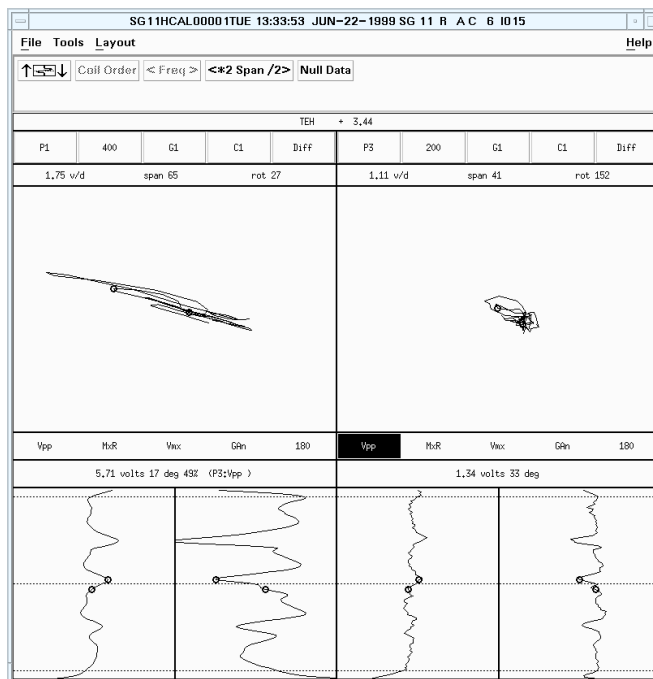 SG11HCAL00001TUE 13:33:53 JUN-22-1999 SG 11 R A C 6 I015
File Tools Layout Help
Coil Order < Freq > <*2 Span /2> Null Data
TEH + 3.44
P1 400 G1 C1 Diff P3 200 G1 C1 Diff
1.75 v/d span 65 rot 27 1.11 v/d span 41 rot 152
Vpp MxR Vmx GAn 180 Vpp MxR Vmx GAn 180
5.71 volts 17 deg 49% (P3:Vpp ) 1.34 volts 33 deg